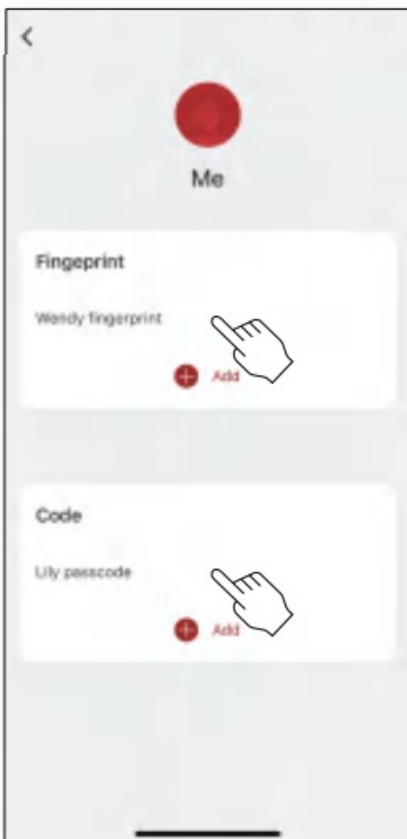 Me
Fingeprint
Wendy fingerprint
Add
Code
Lily passcode
Add